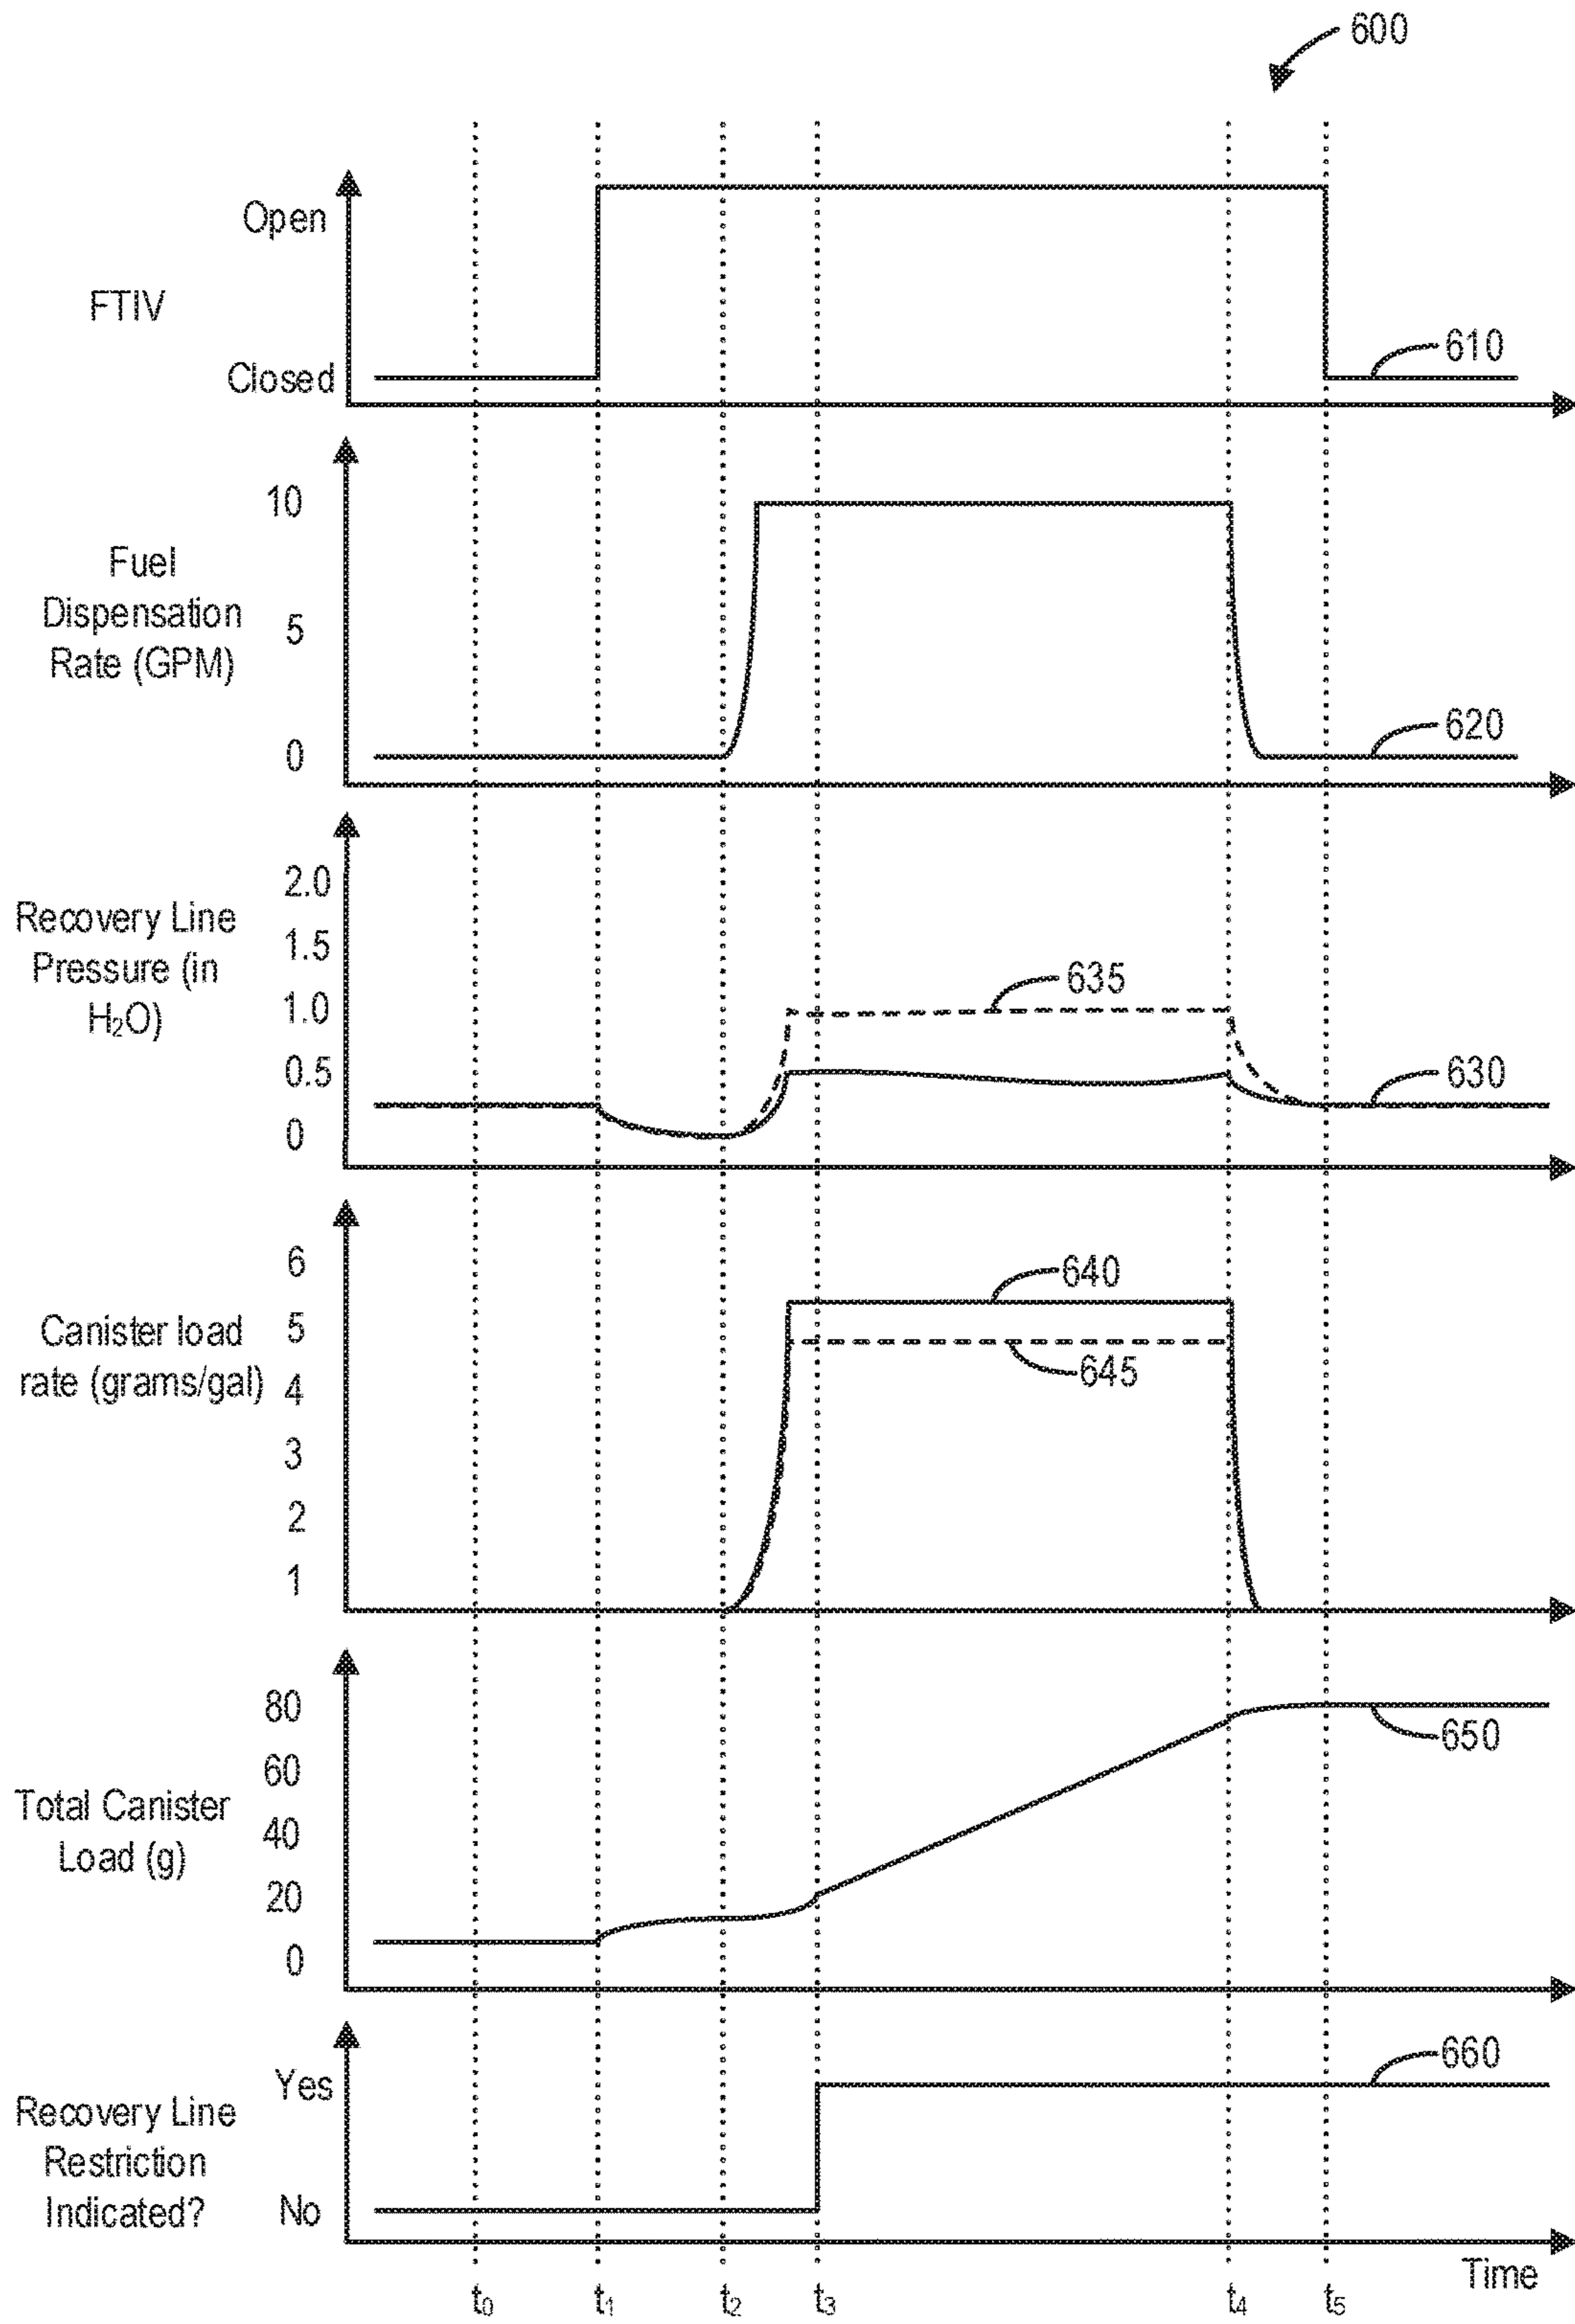 600
Open
FTIV
Closed
610
10
Fuel
Dispensation
Rate (GPM)
5
0
620
2.0
Recovery Line
Pressure (in
H₂O)
1.5
1.0
0.5
0
635
630
6
5
4
3
2
1
Canister load
rate (grams/gal)
640
645
80
60
40
20
0
Total Canister
Load (g)
650
Yes
Recovery Line
Restriction
Indicated?
No
660
Time
t₀ t₁ t₂ t₃ t₄ t₅